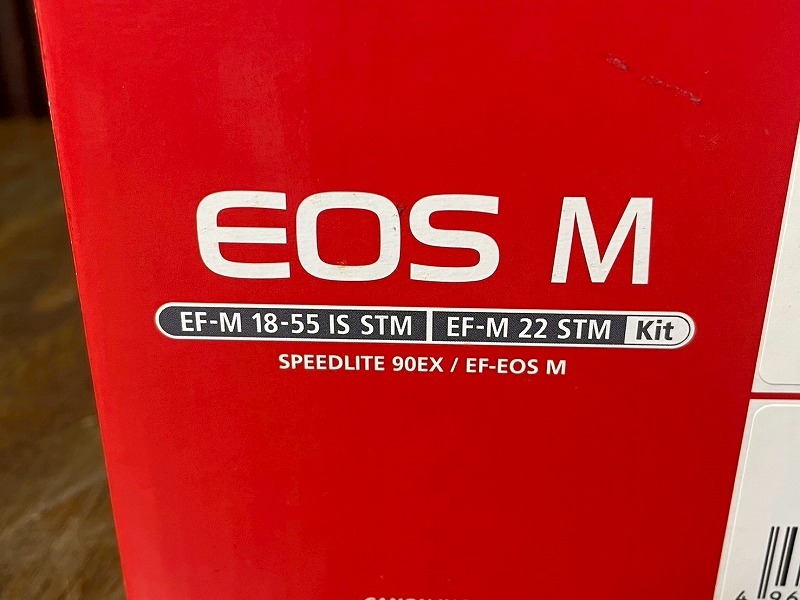 EOS M
EF-M 18-55 IS STM EF-M 22 STM Kit
SPEEDLITE 90EX / EF-EOS M